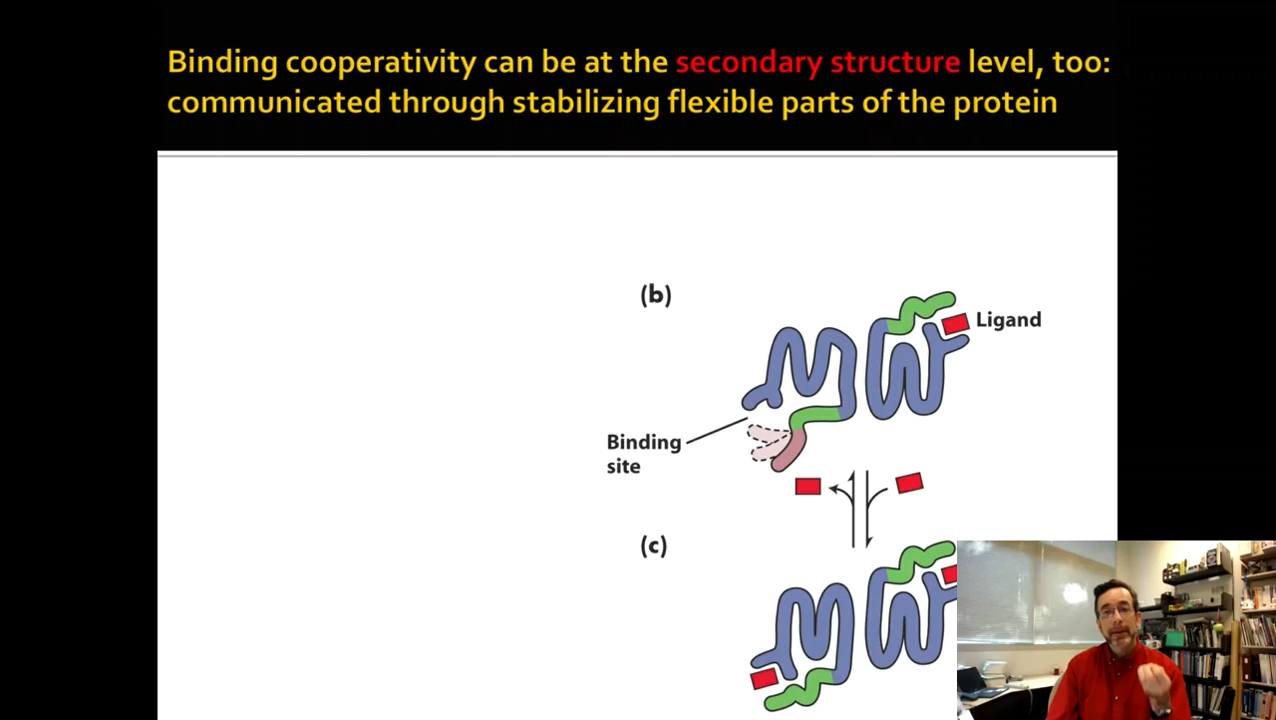 Binding cooperativity can be at the secondary structure level, too:
communicated through stabilizing flexible parts of the protein
(b)
Ligand
Binding
site
(c)